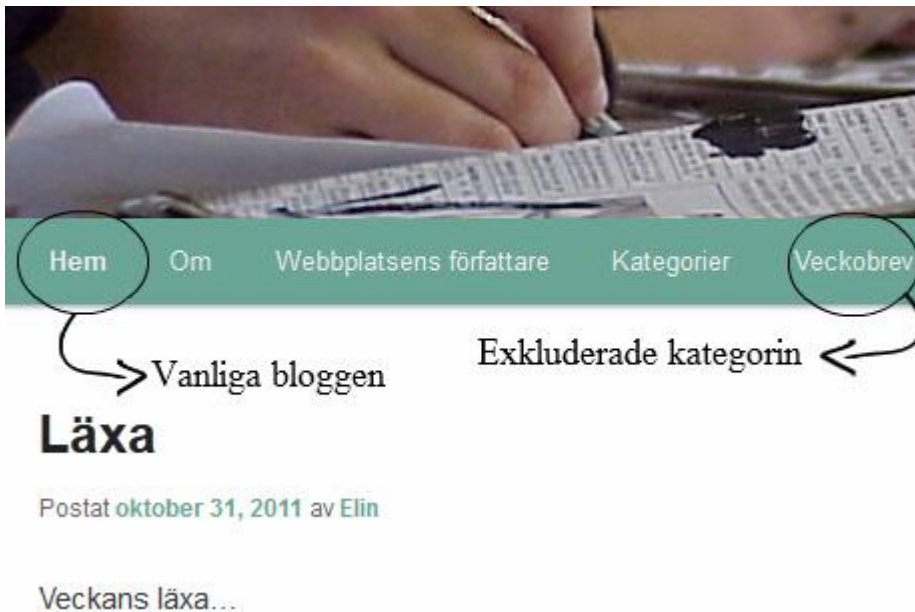 Hem Om Webbplatsens författare Kategorier Veckobrev
Exkluderade kategorin
Vanliga bloggen
Läxa
Postat oktober 31, 2011 av Elin
Veckans läxa...